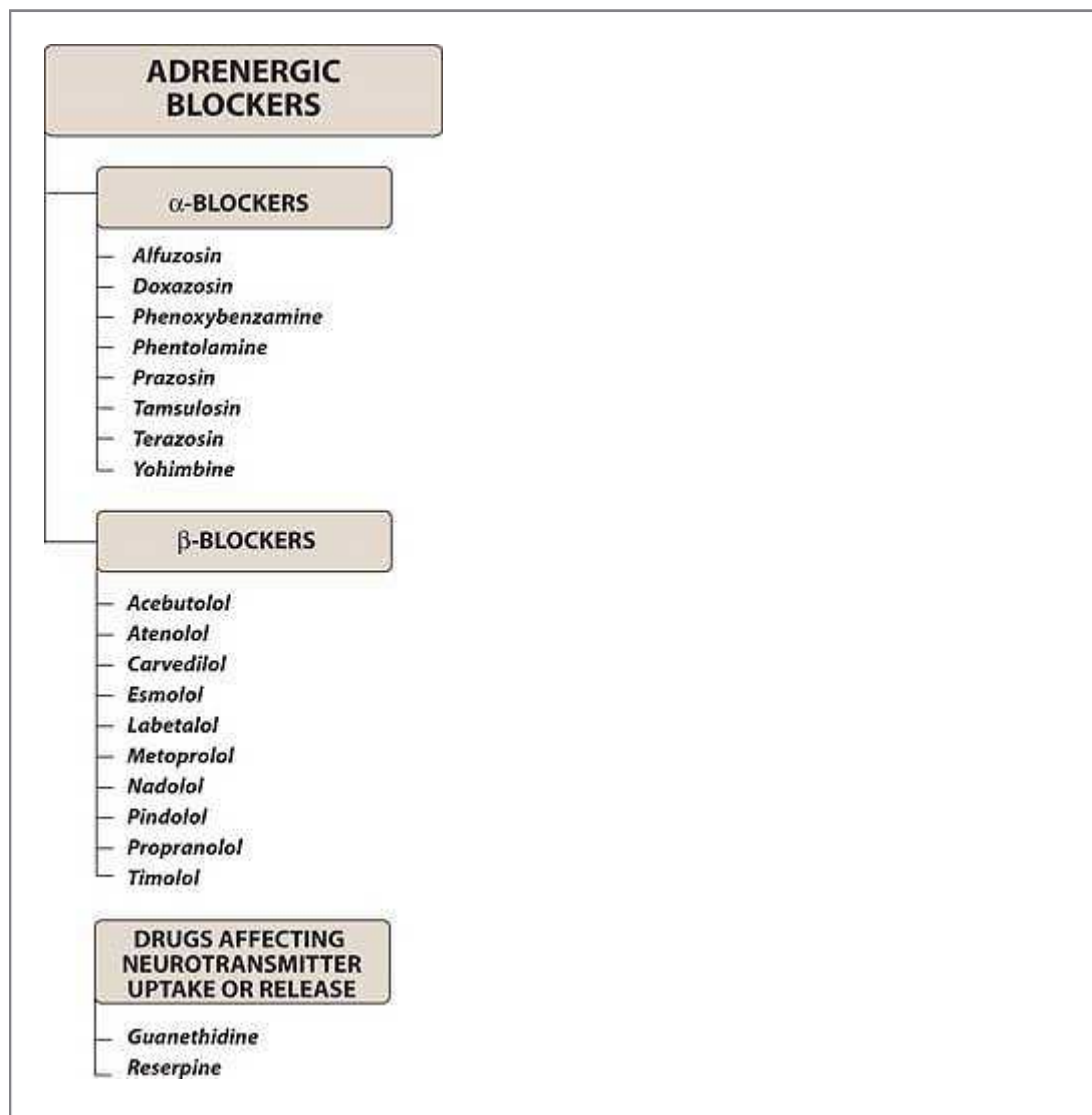 ADRENERGIC
BLOCKERS
α-BLOCKERS
Alfuzosin
Doxazosin
Phenoxybenzamine
Phentolamine
Prazosin
Tamsulosin
Terazosin
Yohimbine
β-BLOCKERS
Acebutolol
Atenolol
Carvedilol
Esmolol
Labetalol
Metoprolol
Nadolol
Pindolol
Propranolol
Timolol
DRUGS AFFECTING
NEUROTRANSMITTER
UPTAKE OR RELEASE
Guanethidine
Reserpine